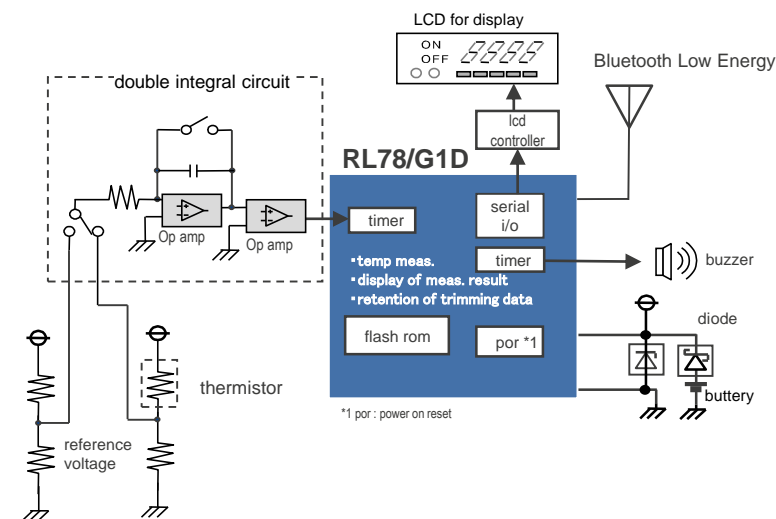 LCD for display
ON
OFF
Bluetooth Low Energy
double integral circuit
lcd
controller
RL78/G1D
Op amp
Op amp
timer
serial
i/o
・temp meas.
・display of meas. result
・retention of trimming data
timer
buzzer
flash rom
por *1
diode
buttery
thermistor
*1 por : power on reset
reference
voltage